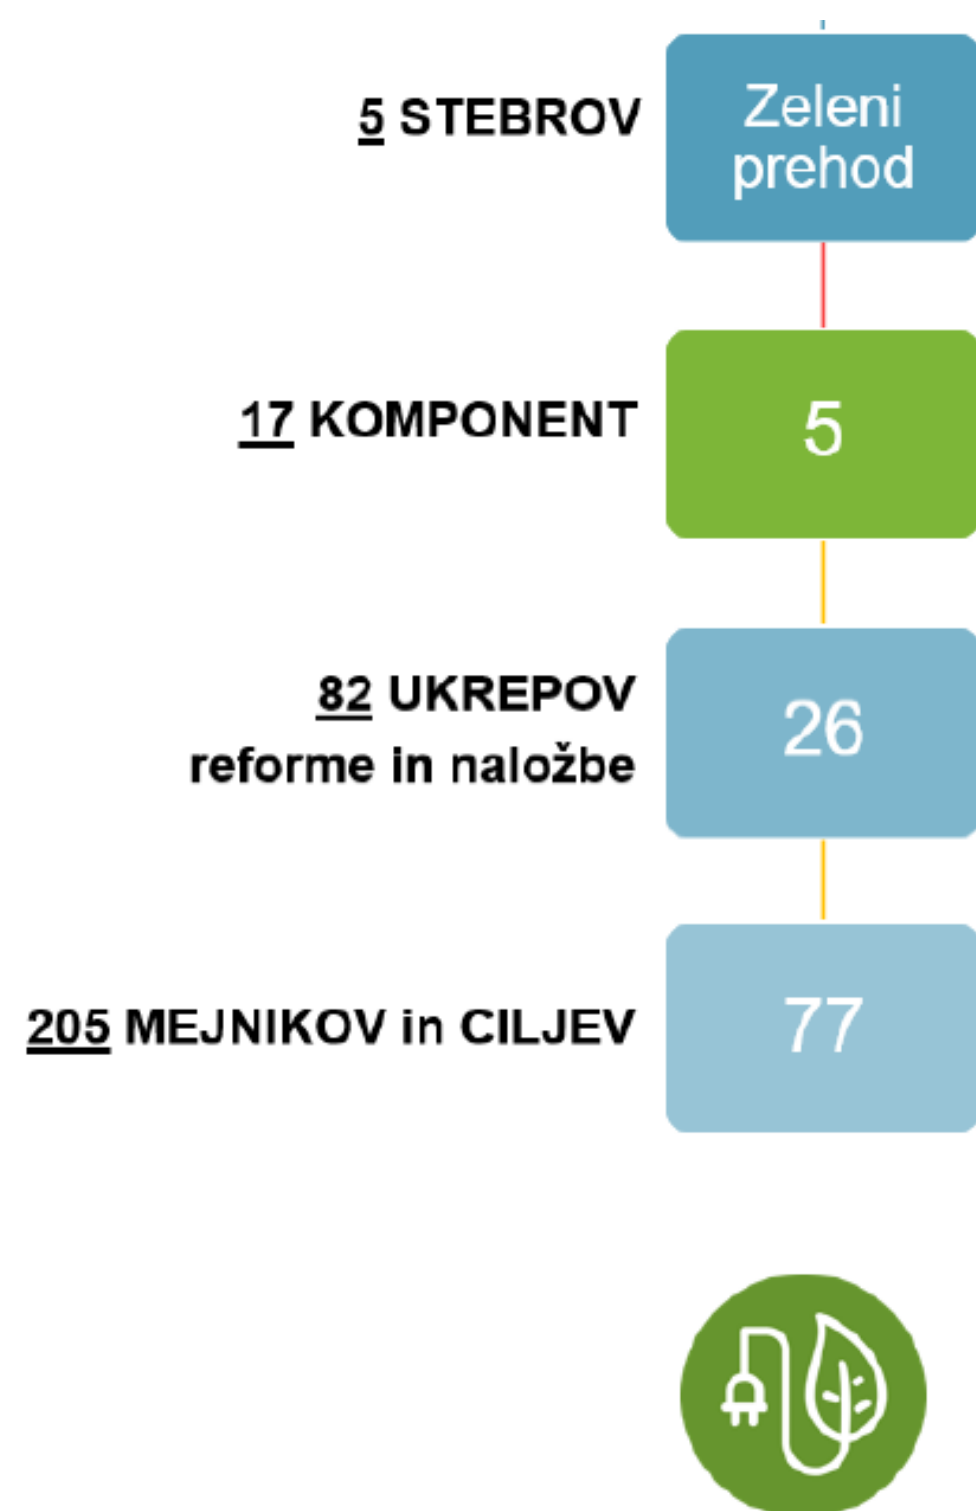 5 STEBROV
Zeleni
prehod
17 KOMPONENT
5
82 UKREPOV
reforme in naložbe
26
205 MEJNIKOV in CILJEV
77